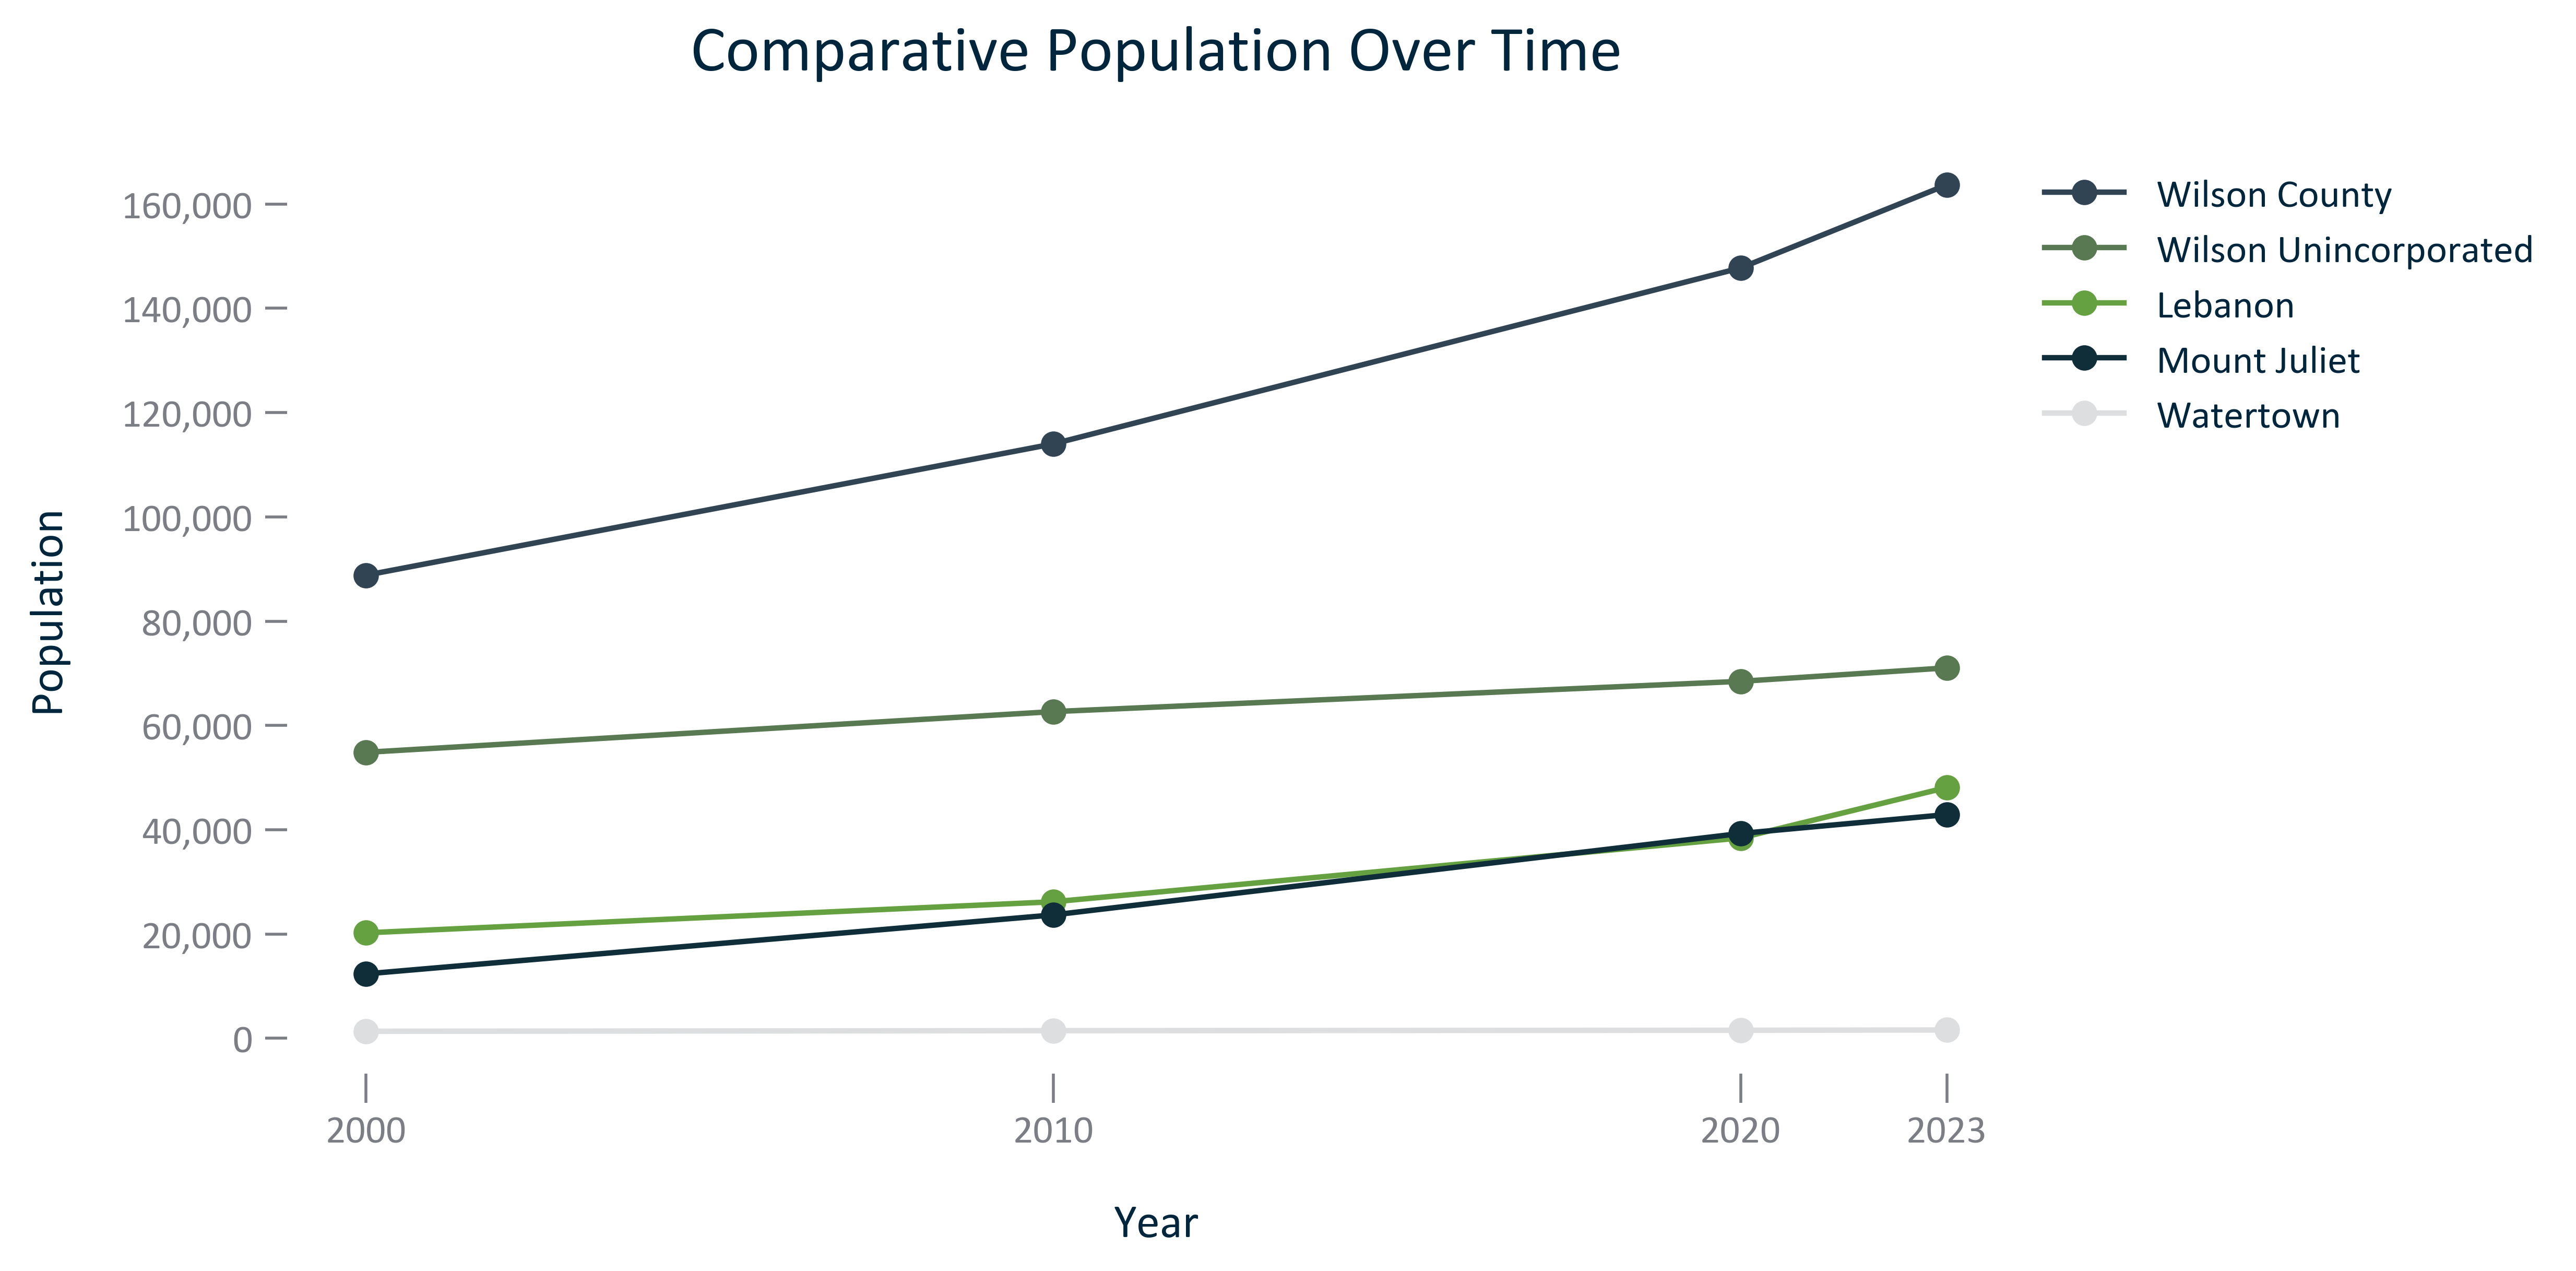 Comparative Population Over Time
Population
160,000
140,000
120,000
100,000
80,000
60,000
40,000
20,000
0
2000
2010
2020
2023
Year
Wilson County
Wilson Unincorporated
Lebanon
Mount Juliet
Watertown